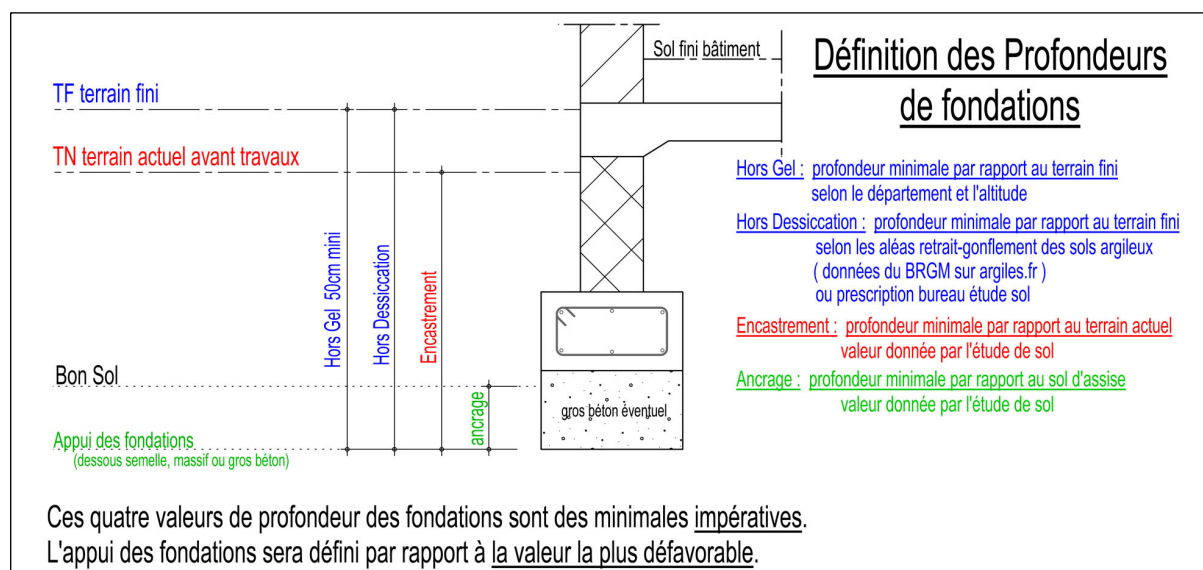 Définition des Profondeurs
de fondations
Sol fini bâtiment
TF terrain fini
TN terrain actuel avant travaux
Hors Gel 50cm mini
Hors Dessiccation
Encastrement
ancrage
Bon Sol
Appui des fondations
(dessous semelle, massif ou gros béton)
gros béton éventuel
Hors Gel : profondeur minimale par rapport au terrain fini
selon le département et l'altitude
Hors Dessiccation : profondeur minimale par rapport au terrain fini
selon les aléas retrait-gonflement des sols argileux
( données du BRGM sur argiles.fr )
ou prescription bureau étude sol
Encastrement : profondeur minimale par rapport au terrain actuel
valeur donnée par l'étude de sol
Ancrage : profondeur minimale par rapport au sol d'assise
valeur donnée par l'étude de sol
Ces quatre valeurs de profondeur des fondations sont des minimales impératives.
L'appui des fondations sera défini par rapport à la valeur la plus défavorable.